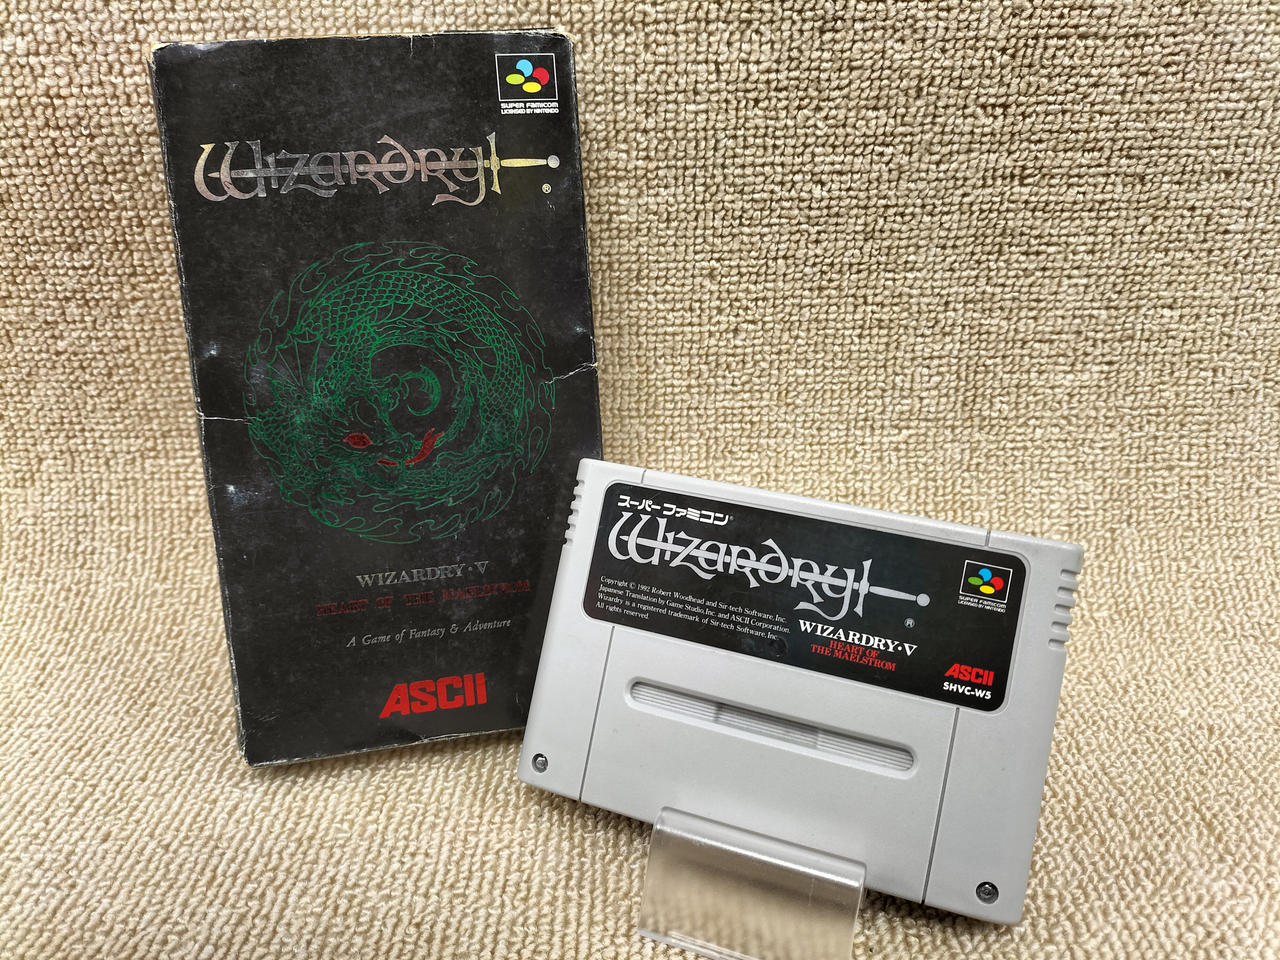 SUPER FAMICOM
LICENSED BY NINTENDO
Wizardry
®
WIZARDRY·V
HEART OF THE MAELSTROM
A Game of Fantasy & Adventure
ASCII
スーパーファミコン®
Wizardry
®
SUPER FAMICOM
LICENSED BY NINTENDO
Copyright © 1992 Robert Woodhead and Sir-tech Software, Inc.
Japanese Translation by Game Studio,Inc. and ASCII Corporation.
Wizardry is a registered trademark of Sir-tech Software, Inc.
All rights reserved.
WIZARDRY·V
HEART OF
THE MAELSTROM
ASCII
SHVC-W5